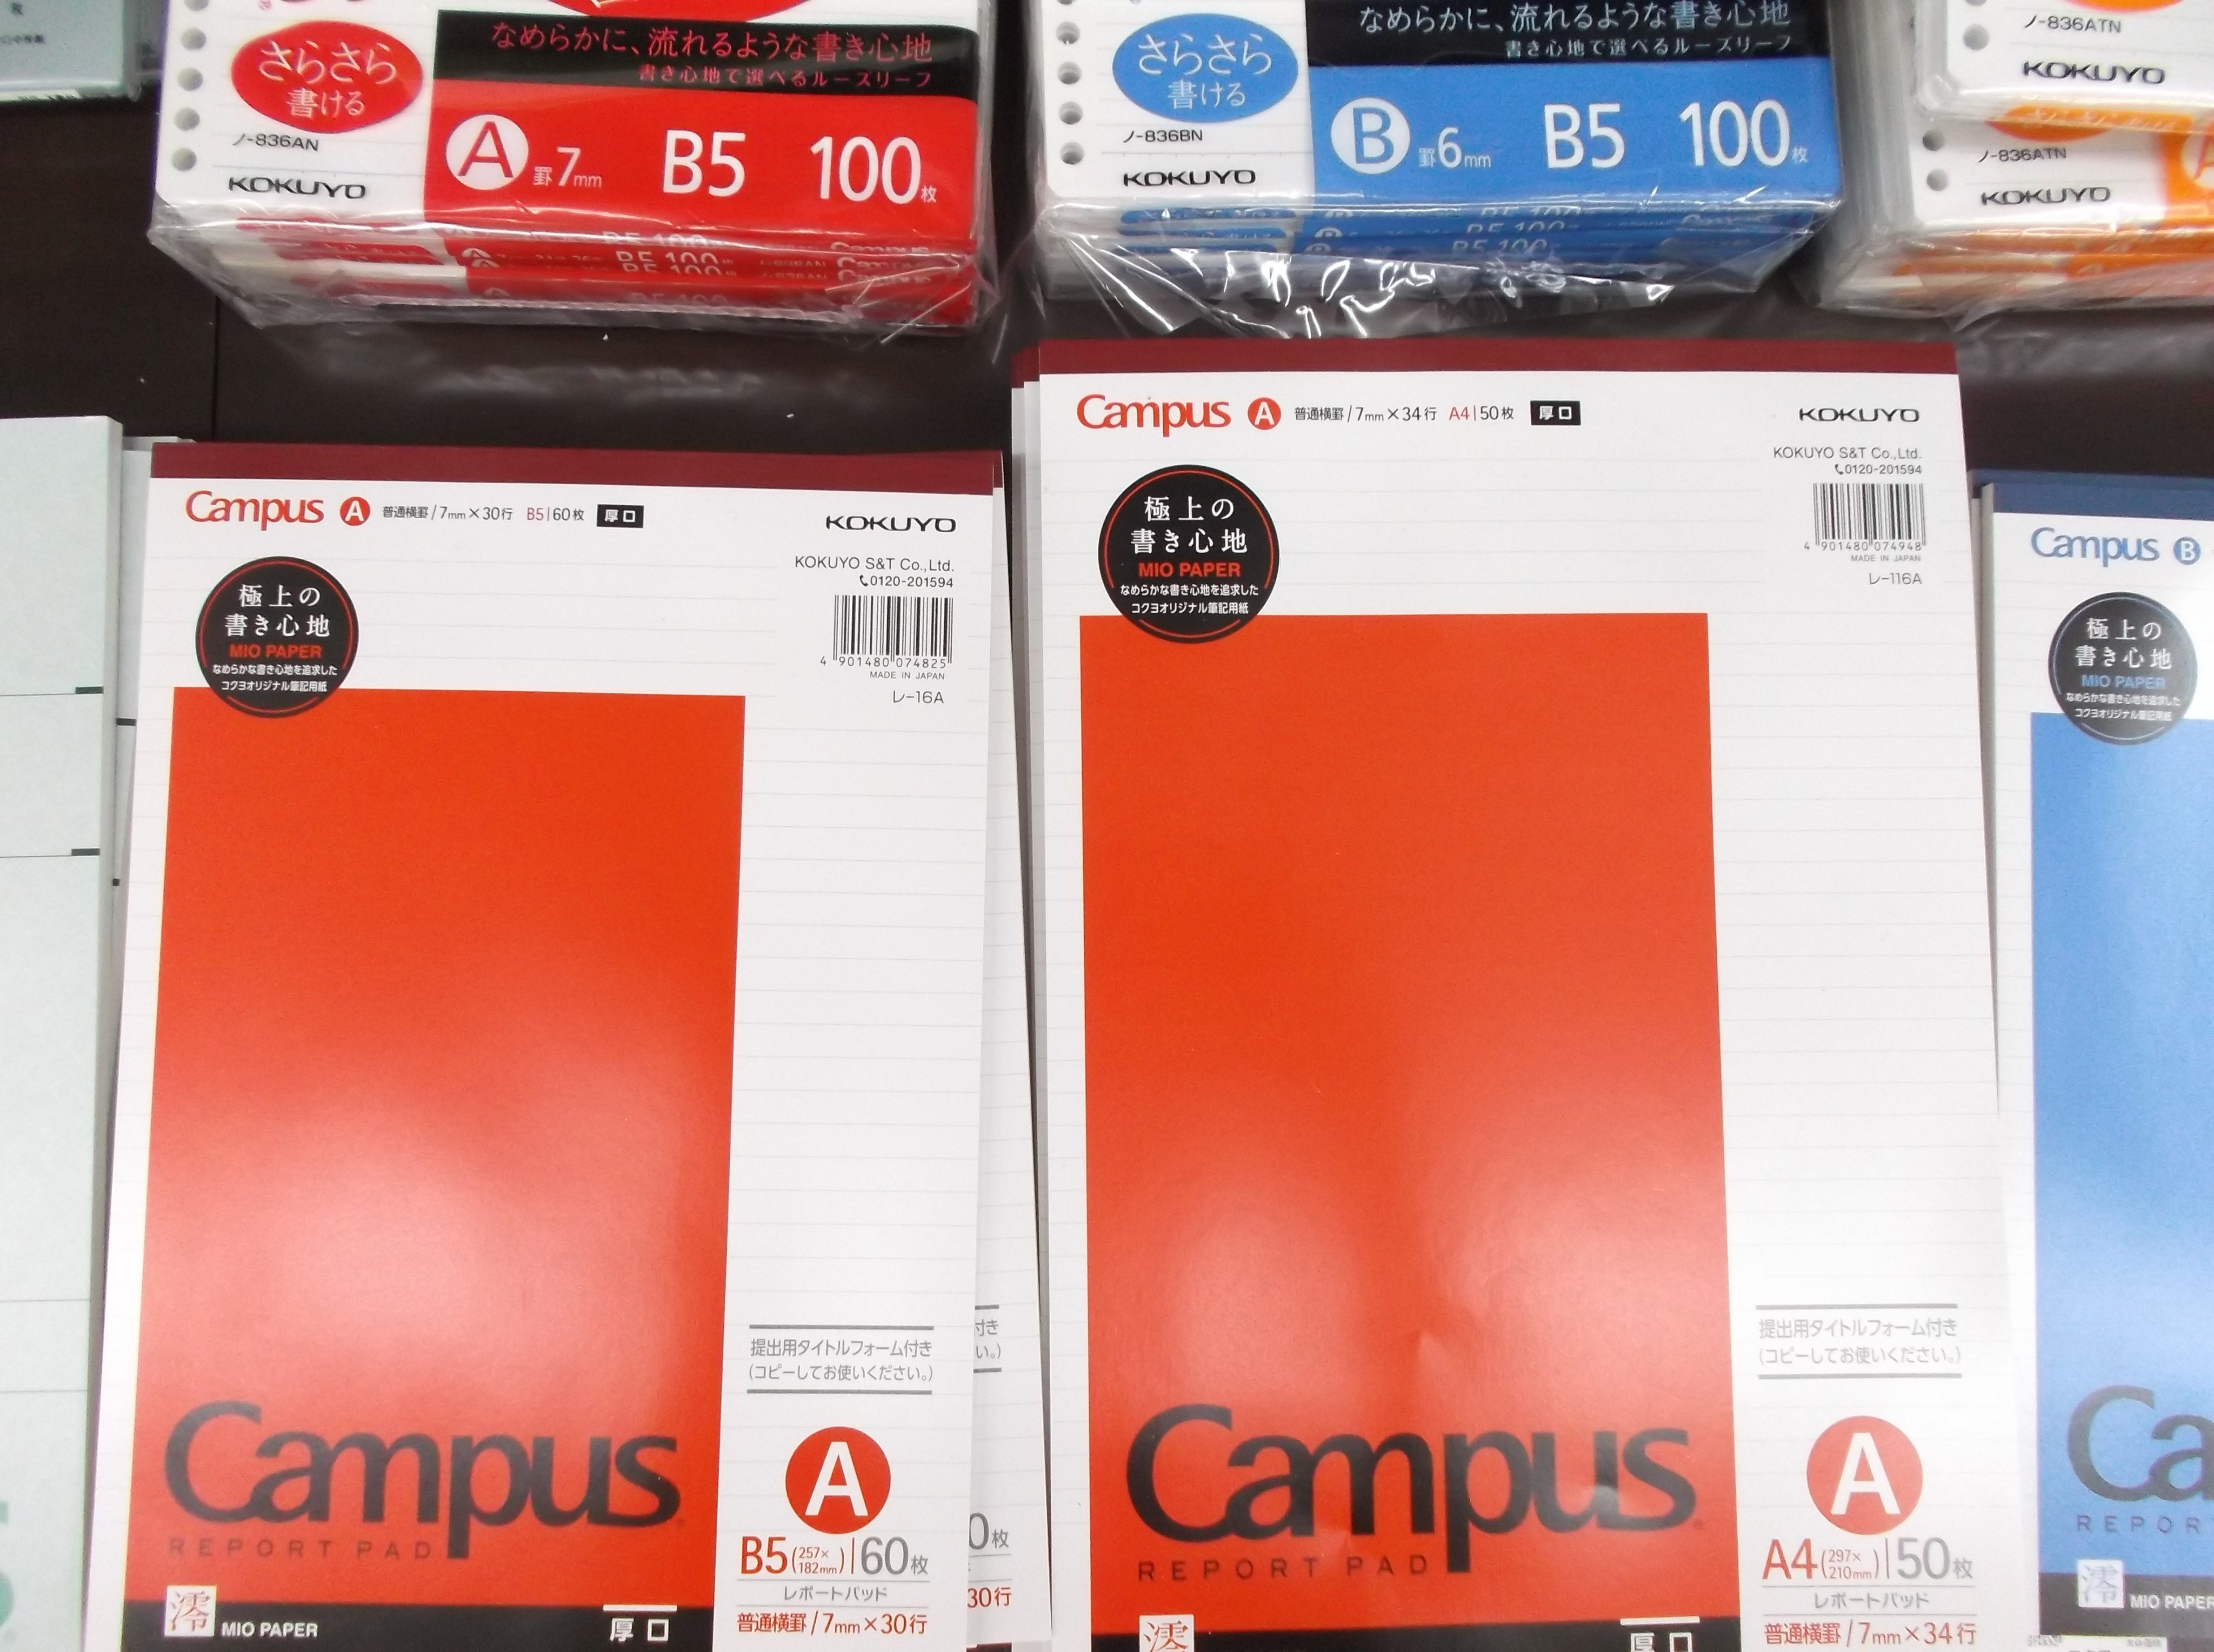 なめらかに、流れるような書き心地
書き心地で選べるルーズリーフ
さらさら
書ける
ノ-836AN
KOKUYO
A 罫7mm B5 100枚
なめらかに、流れるような書き心地
書き心地で選べるルーズリーフ
さらさら
書ける
ノ-836BN
KOKUYO
B 罫6mm B5 100枚
ノ-836ATN
KOKUYO
ノ-836ATN
KOKUYO
Campus A 普通横罫/7mm×30行 B5|60枚 厚口
KOKUYO
KOKUYO S&T Co.,Ltd.
0120-201594
4 901480 074825
MADE IN JAPAN
レ-16A
極上の
書き心地
MIO PAPER
なめらかな書き心地を追求した
コクヨオリジナル筆記用紙
提出用タイトルフォーム付き
(コピーしてお使いください。)
Campus
REPORT PAD
A
B5(257×182mm)|60枚
レポートパッド
普通横罫/7mm×30行
澪 MIO PAPER
厚口
付き
い。)
0枚
30行
Campus A 普通横罫/7mm×34行 A4|50枚 厚口
KOKUYO
KOKUYO S&T Co.,Ltd.
0120-201594
4 901480 074948
MADE IN JAPAN
レ-116A
極上の
書き心地
MIO PAPER
なめらかな書き心地を追求した
コクヨオリジナル筆記用紙
提出用タイトルフォーム付き
(コピーしてお使いください。)
Campus
REPORT PAD
A
A4(297×210mm)|50枚
レポートパッド
普通横罫/7mm×34行
澪
厚口
Campus B
極上の
書き心地
MIO PAPER
なめらかな書き心地を追求した
コクヨオリジナル筆記用紙
Ca
REPOR
澪 MIO PAPER